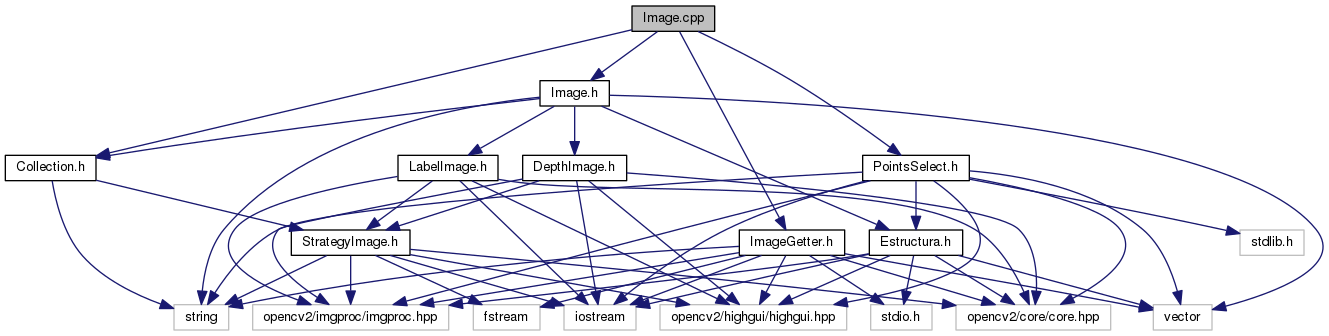 Image.cpp
Image.h
Collection.h
LabelImage.h
DepthImage.h
PointsSelect.h
StrategyImage.h
ImageGetter.h
Estructura.h
stdlib.h
string
opencv2/imgproc/imgproc.hpp
fstream
iostream
opencv2/highgui/highgui.hpp
stdio.h
opencv2/core/core.hpp
vector